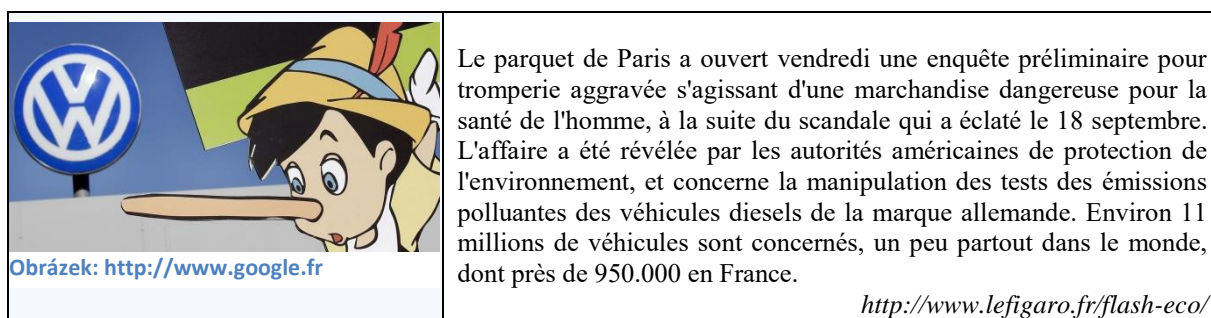 VW
Obrázek: http://www.google.fr
Le parquet de Paris a ouvert vendredi une enquête préliminaire pour
tromperie aggravée s'agissant d'une marchandise dangereuse pour la
santé de l'homme, à la suite du scandale qui a éclaté le 18 septembre.
L'affaire a été révélée par les autorités américaines de protection de
l'environnement, et concerne la manipulation des tests des émissions
polluantes des véhicules diesels de la marque allemande. Environ 11
millions de véhicules sont concernés, un peu partout dans le monde,
dont près de 950.000 en France.
http://www.lefigaro.fr/flash-eco/